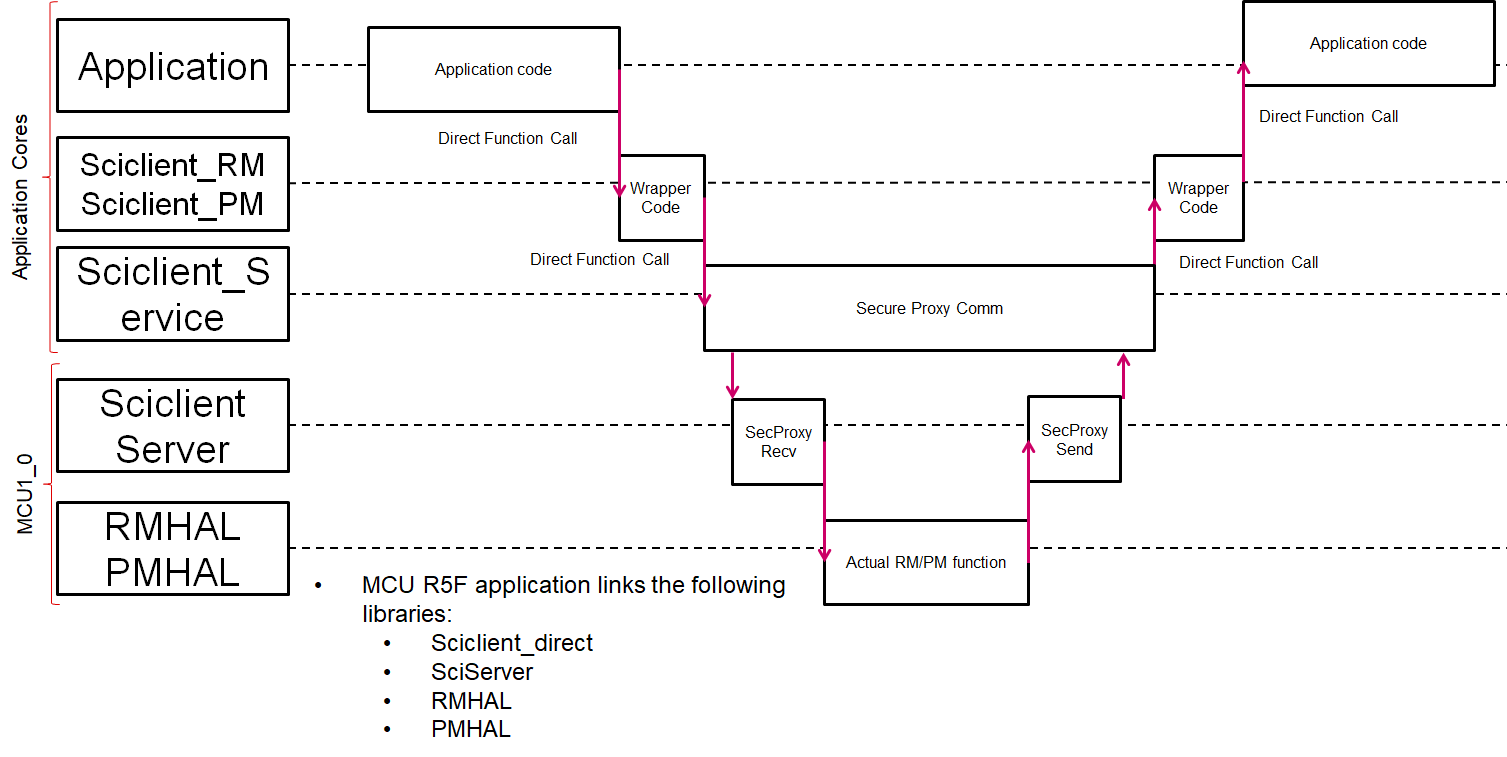 Application Cores
Application
Application code
Application code
Direct Function Call
Direct Function Call
Sciclient_RM
Sciclient_PM
Wrapper
Code
Wrapper
Code
Direct Function Call
Direct Function Call
Sciclient_S
ervice
Secure Proxy Comm
MCU1_0
Sciclient
Server
SecProxy
Recv
SecProxy
Send
RMHAL
PMHAL
Actual RM/PM function
• MCU R5F application links the following
libraries:
• Sciclient_direct
• SciServer
• RMHAL
• PMHAL